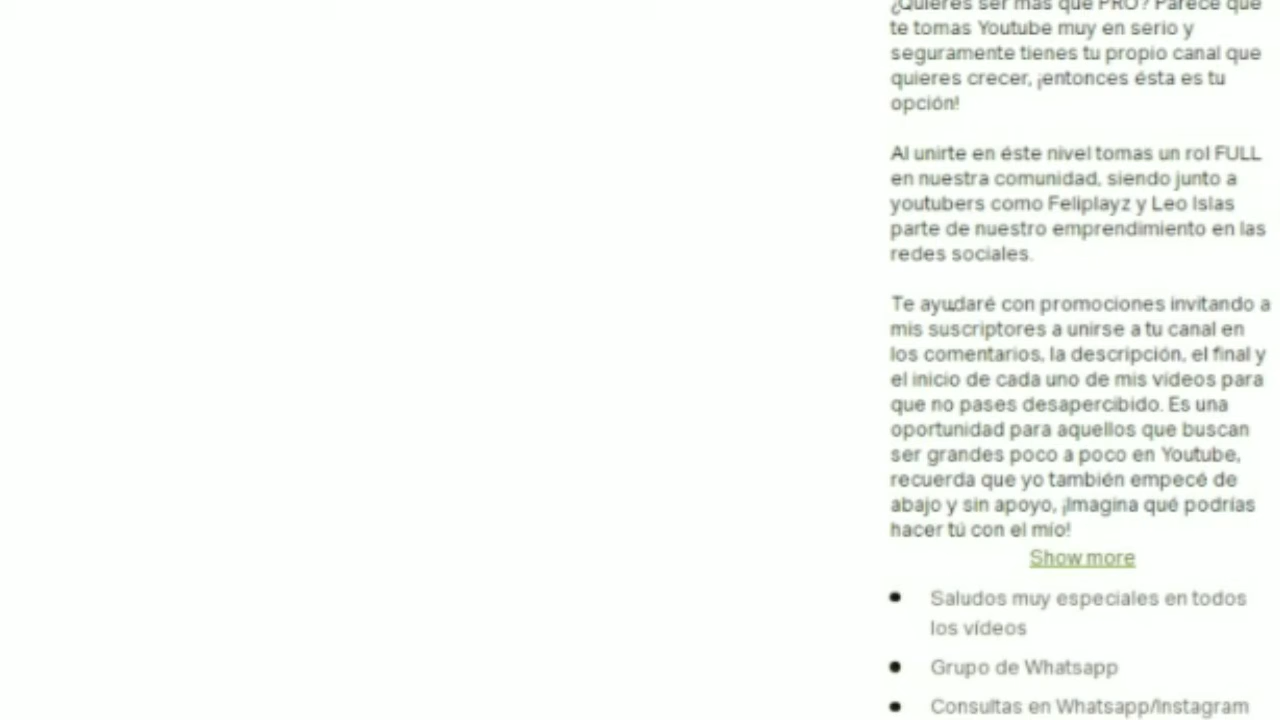 ¿Quieres ser más que PRO? Parece que
te tomas Youtube muy en serio y
seguramente tienes tu propio canal que
quieres crecer, ¡entonces ésta es tu
opción!
Al unirte en éste nivel tomas un rol FULL
en nuestra comunidad, siendo junto a
youtubers como Feliplayz y Leo Islas
parte de nuestro emprendimiento en las
redes sociales.
Te ayudaré con promociones invitando a
mis suscriptores a unirse a tu canal en
los comentarios, la descripción, el final y
el inicio de cada uno de mis vídeos para
que no pases desapercibido. Es una
oportunidad para aquellos que buscan
ser grandes poco a poco en Youtube,
recuerda que yo también empecé de
abajo y sin apoyo, ¡Imagina qué podrías
hacer tú con el mío!
Show more
Saludos muy especiales en todos
los vídeos
Grupo de Whatsapp
Consultas en Whatsapp/Instagram